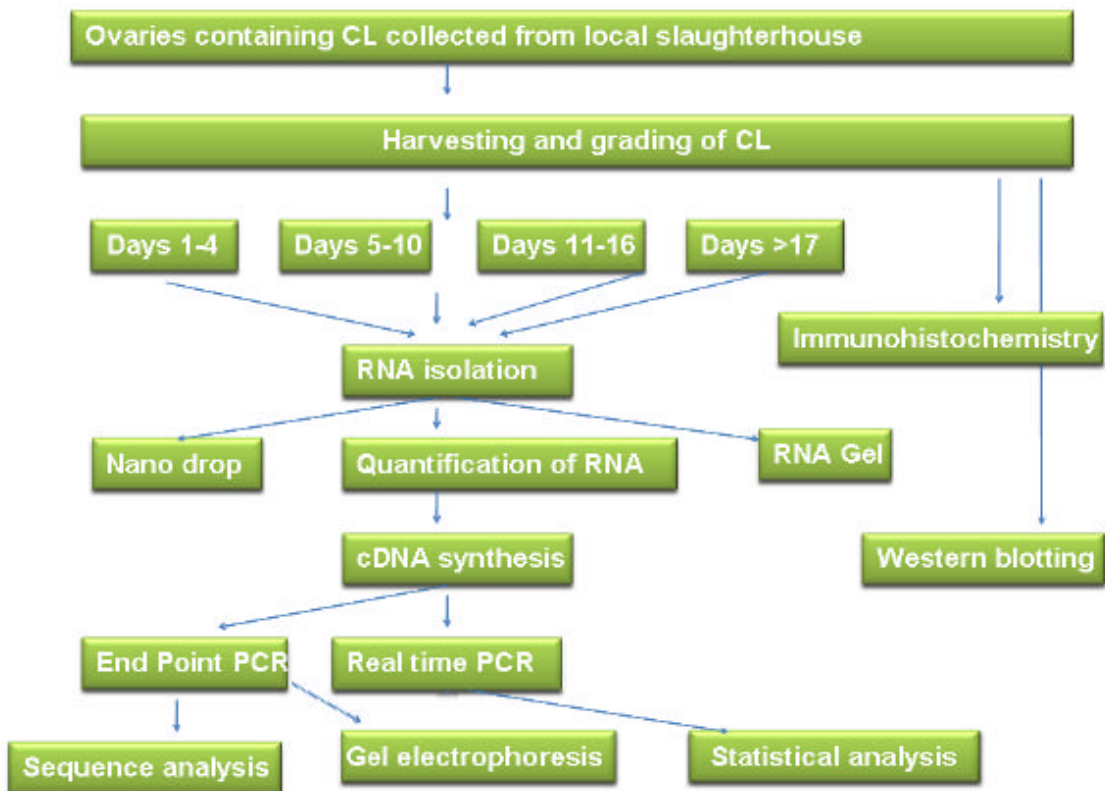 Ovaries containing CL collected from local slaughterhouse
Harvesting and grading of CL
Days 1-4
Days 5-10
Days 11-16
Days >17
Immunohistochemistry
RNA isolation
Nano drop
Quantification of RNA
RNA Gel
cDNA synthesis
Western blotting
End Point PCR
Real time PCR
Sequence analysis
Gel electrophoresis
Statistical analysis